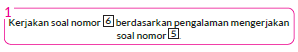 1
Kerjakan soal nomor 6 berdasarkan pengalaman mengerjakan
soal nomor 5